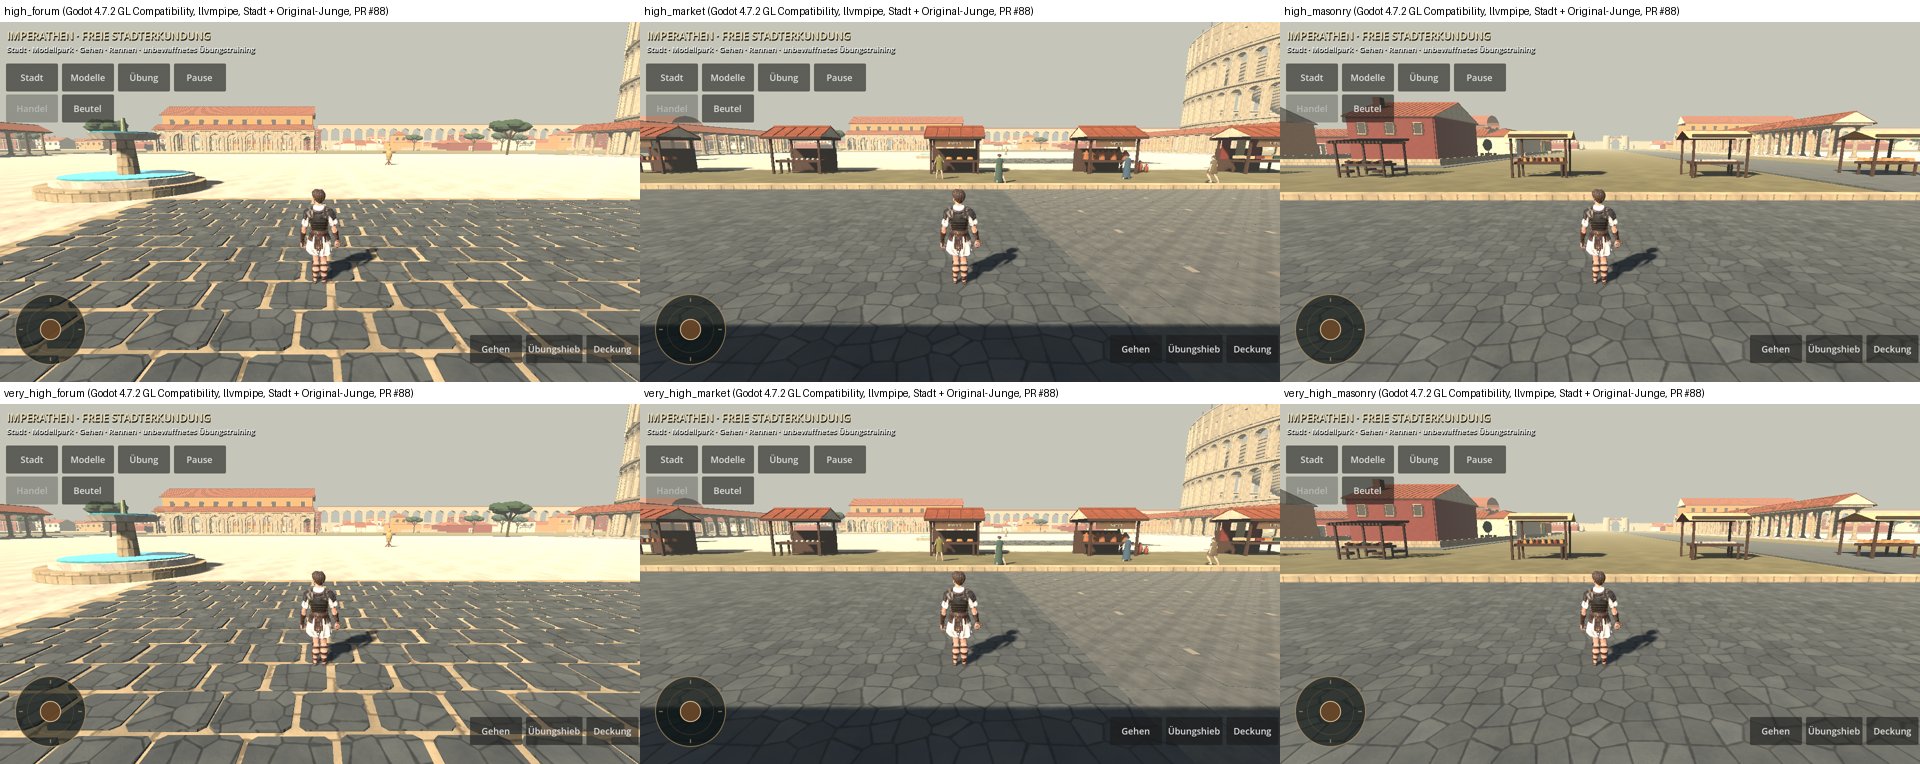 high_forum (Godot 4.7.2 GL Compatibility, llvmpipe, Stadt + Original-Junge, PR #88)
IMPERATHEN · FREIE STADTERKUNDUNG
Stadt · Modellpark · Gehen · Rennen · unbewaffnetes Übungstraining
Stadt Modelle Übung Pause
Handel Beutel
Gehen Übungshieb Deckung
high_market (Godot 4.7.2 GL Compatibility, llvmpipe, Stadt + Original-Junge, PR #88)
IMPERATHEN · FREIE STADTERKUNDUNG
Stadt · Modellpark · Gehen · Rennen · unbewaffnetes Übungstraining
Stadt Modelle Übung Pause
Handel Beutel
Gehen Übungshieb Deckung
high_masonry (Godot 4.7.2 GL Compatibility, llvmpipe, Stadt + Original-Junge, PR #88)
IMPERATHEN · FREIE STADTERKUNDUNG
Stadt · Modellpark · Gehen · Rennen · unbewaffnetes Übungstraining
Stadt Modelle Übung Pause
Handel Beutel
Gehen Übungshieb Deckung
very_high_forum (Godot 4.7.2 GL Compatibility, llvmpipe, Stadt + Original-Junge, PR #88)
IMPERATHEN · FREIE STADTERKUNDUNG
Stadt · Modellpark · Gehen · Rennen · unbewaffnetes Übungstraining
Stadt Modelle Übung Pause
Handel Beutel
Gehen Übungshieb Deckung
very_high_market (Godot 4.7.2 GL Compatibility, llvmpipe, Stadt + Original-Junge, PR #88)
IMPERATHEN · FREIE STADTERKUNDUNG
Stadt · Modellpark · Gehen · Rennen · unbewaffnetes Übungstraining
Stadt Modelle Übung Pause
Handel Beutel
Gehen Übungshieb Deckung
very_high_masonry (Godot 4.7.2 GL Compatibility, llvmpipe, Stadt + Original-Junge, PR #88)
IMPERATHEN · FREIE STADTERKUNDUNG
Stadt · Modellpark · Gehen · Rennen · unbewaffnetes Übungstraining
Stadt Modelle Übung Pause
Handel Beutel
Gehen Übungshieb Deckung